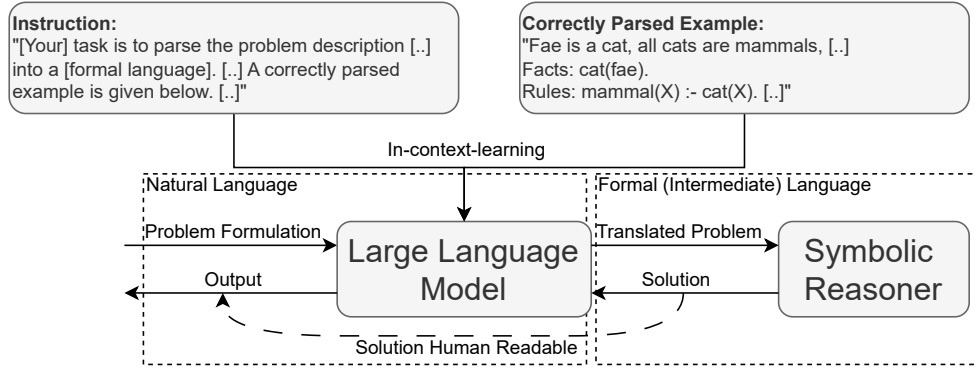 Instruction:
"[Your] task is to parse the problem description [..]
into a [formal language]. [..] A correctly parsed
example is given below. [..]"
Correctly Parsed Example:
"Fae is a cat, all cats are mammals, [..]
Facts: cat(fae).
Rules: mammal(X) :- cat(X). [..]"
In-context-learning
Natural Language
Formal (Intermediate) Language
Problem Formulation
Large Language
Model
Translated Problem
Symbolic
Reasoner
Output
Solution
Solution Human Readable